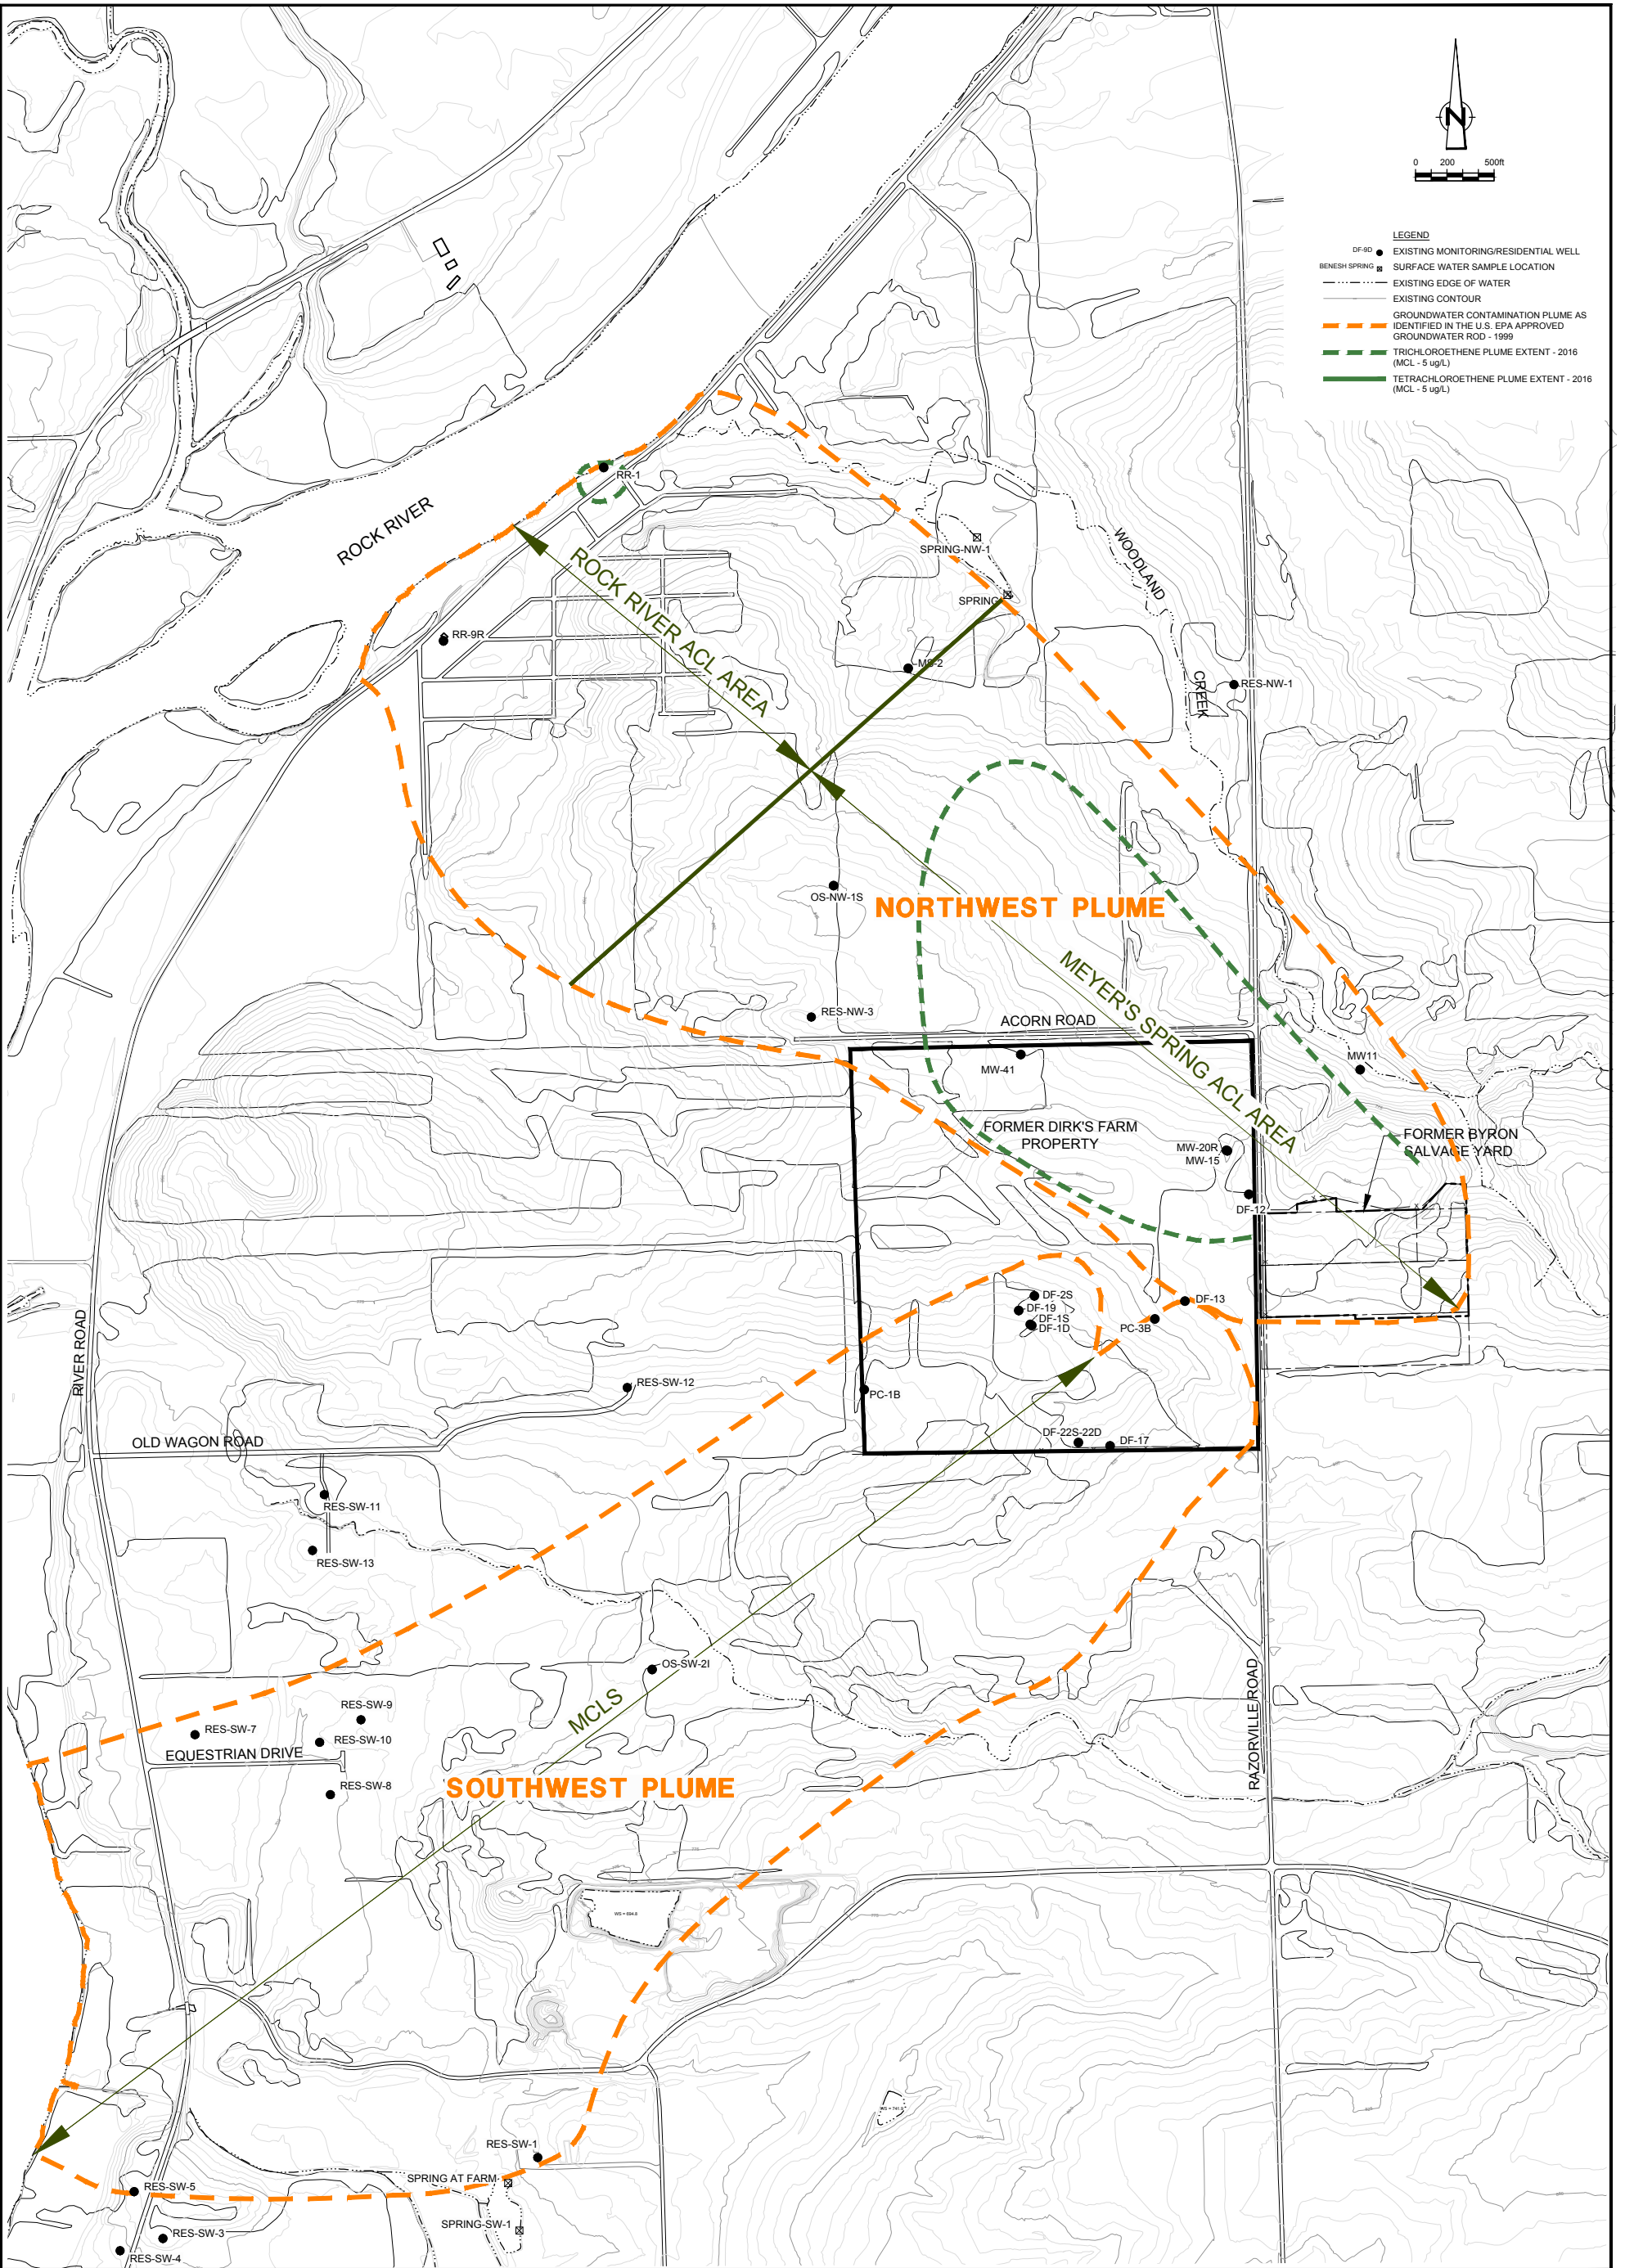 N
0 200 500ft
LEGEND
DF-9D EXISTING MONITORING/RESIDENTIAL WELL
BENESH SPRING SURFACE WATER SAMPLE LOCATION
EXISTING EDGE OF WATER
EXISTING CONTOUR
GROUNDWATER CONTAMINATION PLUME AS
IDENTIFIED IN THE U.S. EPA APPROVED
GROUNDWATER ROD - 1999
TRICHLOROETHENE PLUME EXTENT - 2016
(MCL - 5 ug/L)
TETRACHLOROETHENE PLUME EXTENT - 2016
(MCL - 5 ug/L)
RR-1
ROCK RIVER
SPRING-NW-1
WOODLAND
CREEK
SPRING
ROCK RIVER ACL AREA
RR-9R
MS-2
RES-NW-1
OS-NW-1S
NORTHWEST PLUME
MEYER'S SPRING ACL AREA
RES-NW-3
ACORN ROAD
MW-41
MW11
FORMER DIRK'S FARM
PROPERTY
FORMER BYRON
SALVAGE YARD
MW-20R
MW-15
DF-12
DF-2S
DF-19
DF-1S
DF-1D
DF-13
PC-3B
RIVER ROAD
RES-SW-12
PC-1B
OLD WAGON ROAD
DF-22S-22D
DF-17
RES-SW-11
RES-SW-13
OS-SW-2I
MCLS
RAZORVILLE ROAD
RES-SW-9
RES-SW-7
RES-SW-10
EQUESTRIAN DRIVE
RES-SW-8
SOUTHWEST PLUME
RES-SW-1
SPRING AT FARM
RES-SW-5
SPRING-SW-1
RES-SW-3
RES-SW-4